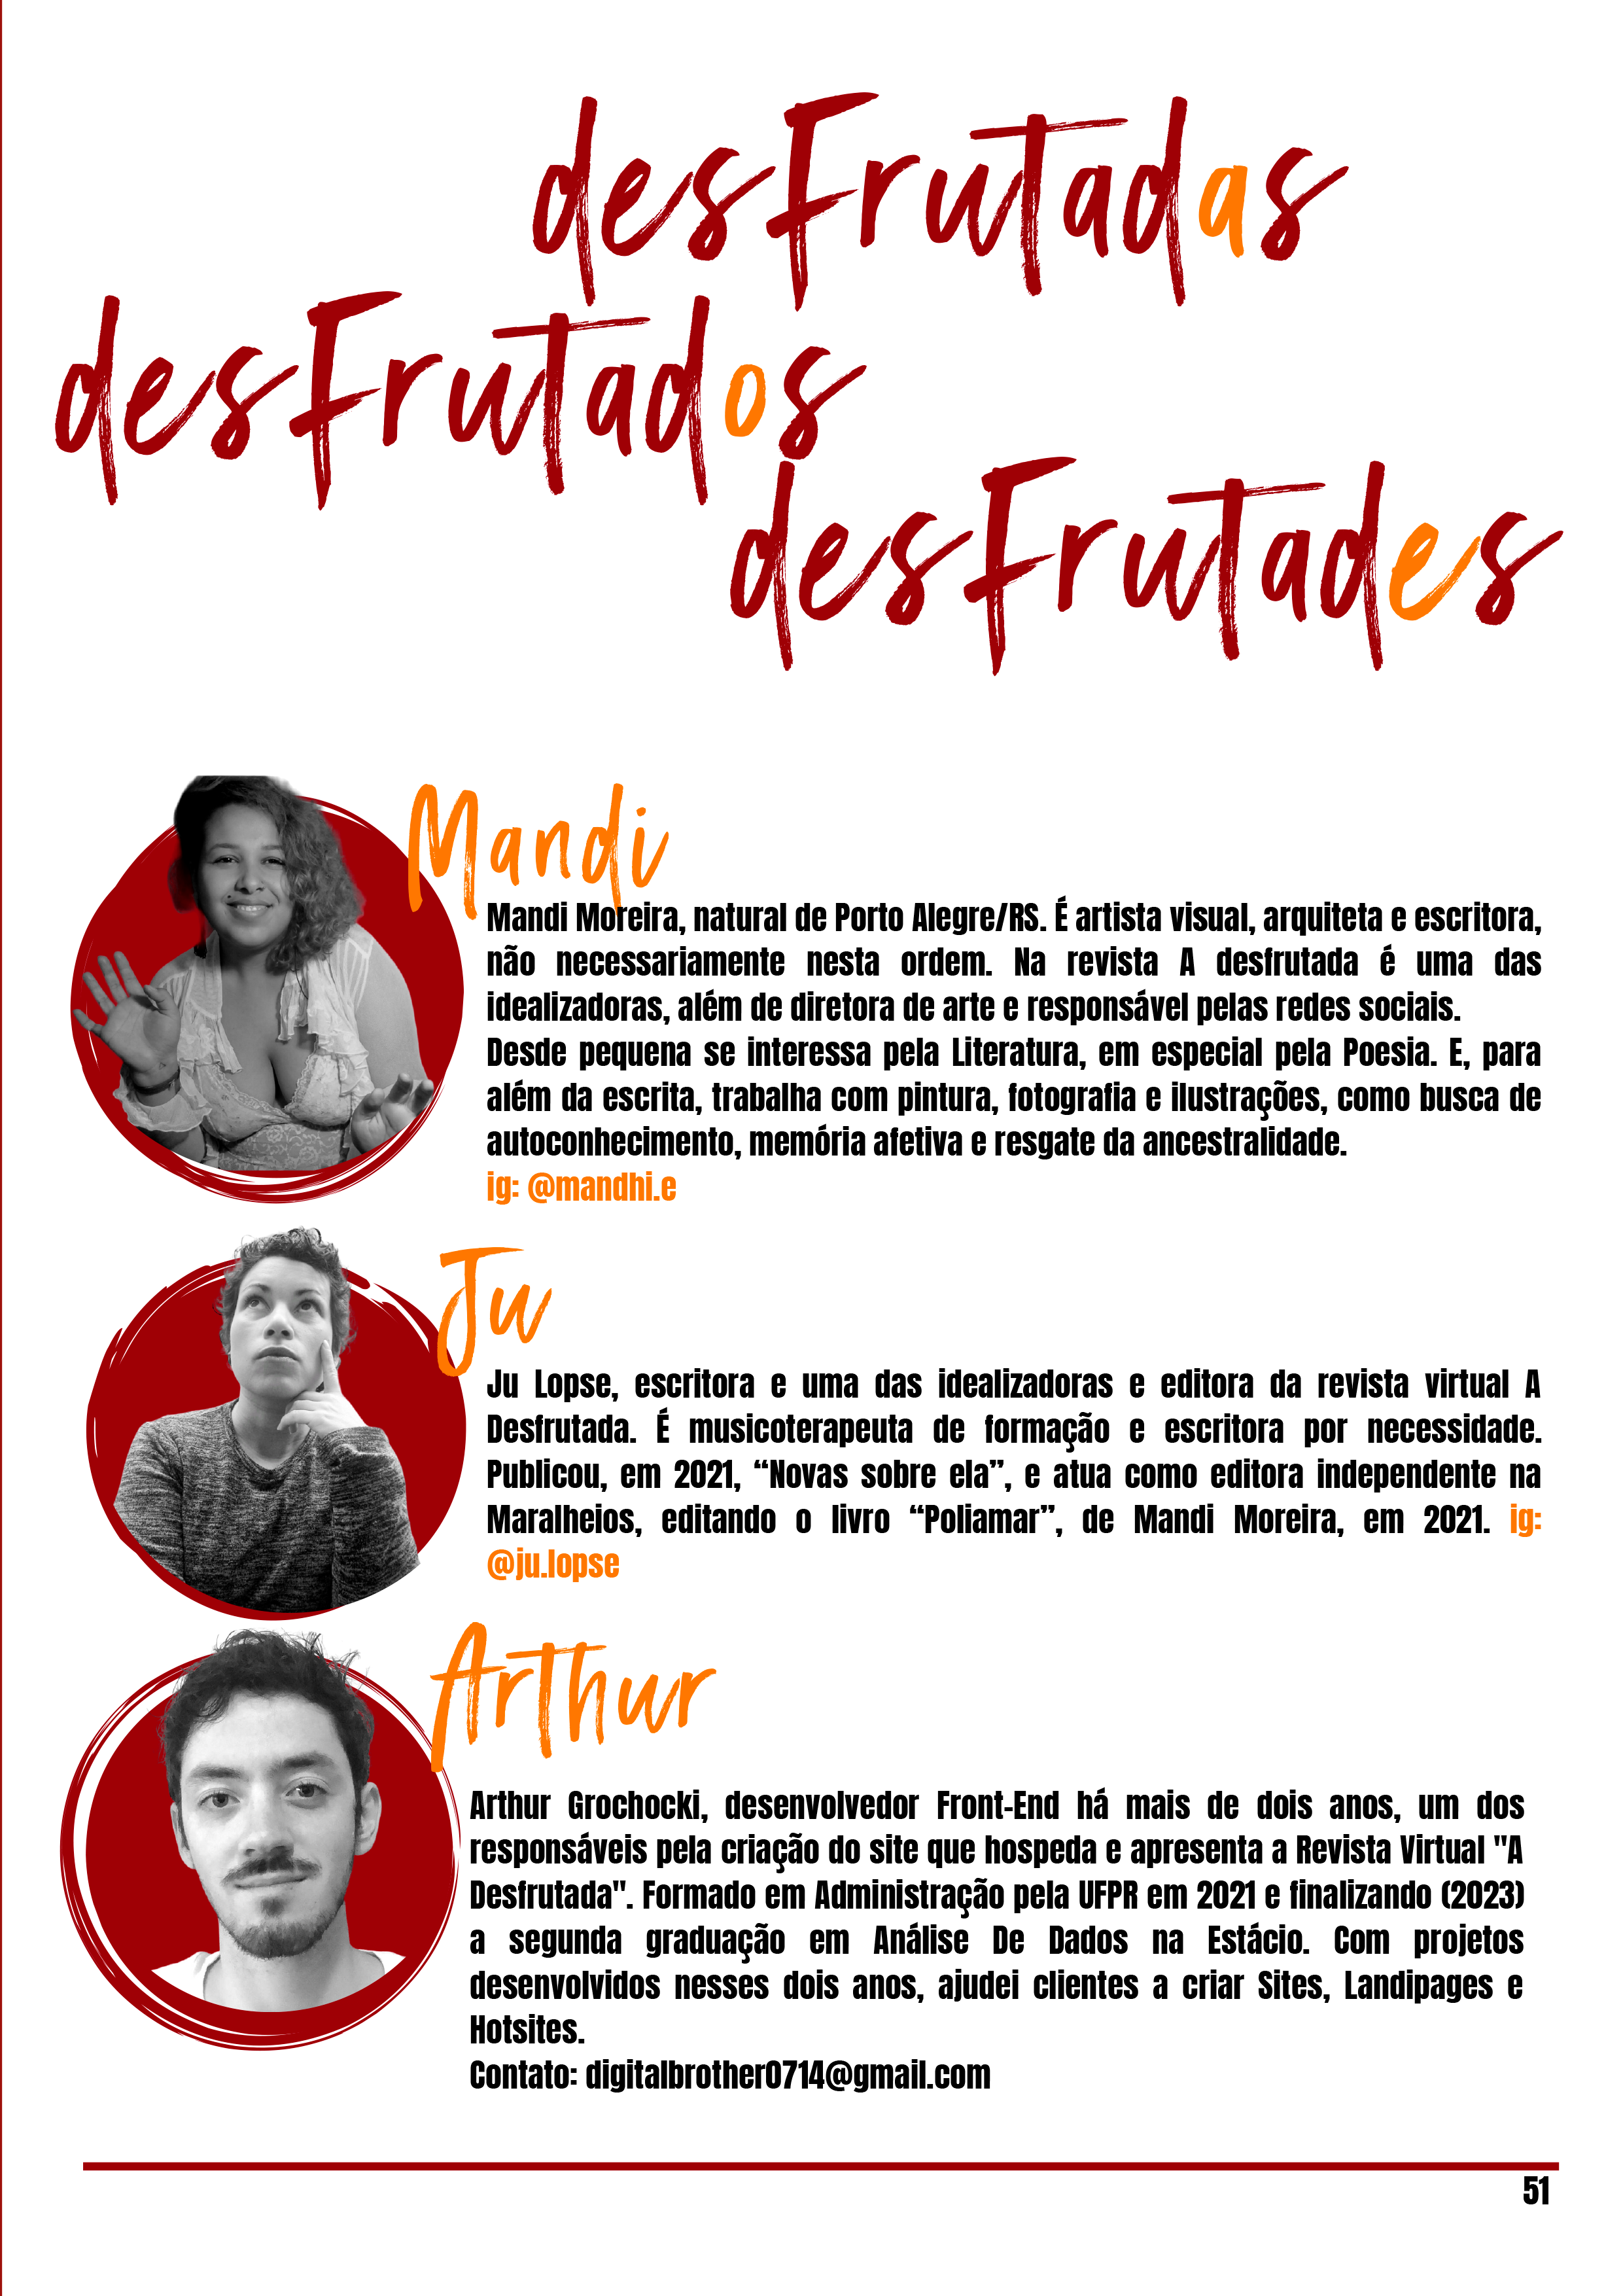 desFrutadas
desFrutados
desFrutades
Mandi
Mandi Moreira, natural de Porto Alegre/RS. É artista visual, arquiteta e escritora,
não necessariamente nesta ordem. Na revista A desfrutada é uma das
idealizadoras, além de diretora de arte e responsável pelas redes sociais.
Desde pequena se interessa pela Literatura, em especial pela Poesia. E, para
além da escrita, trabalha com pintura, fotografia e ilustrações, como busca de
autoconhecimento, memória afetiva e resgate da ancestralidade.
ig: @mandhi.e
Ju
Ju Lopse, escritora e uma das idealizadoras e editora da revista virtual A
Desfrutada. É musicoterapeuta de formação e escritora por necessidade.
Publicou, em 2021, “Novas sobre ela”, e atua como editora independente na
Maralheios, editando o livro “Poliamar”, de Mandi Moreira, em 2021. ig:
@ju.lopse
Arthur
Arthur Grochocki, desenvolvedor Front-End há mais de dois anos, um dos
responsáveis pela criação do site que hospeda e apresenta a Revista Virtual "A
Desfrutada". Formado em Administração pela UFPR em 2021 e finalizando (2023)
a segunda graduação em Análise De Dados na Estácio. Com projetos
desenvolvidos nesses dois anos, ajudei clientes a criar Sites, Landipages e
Hotsites.
Contato: digitalbrother0714@gmail.com
51